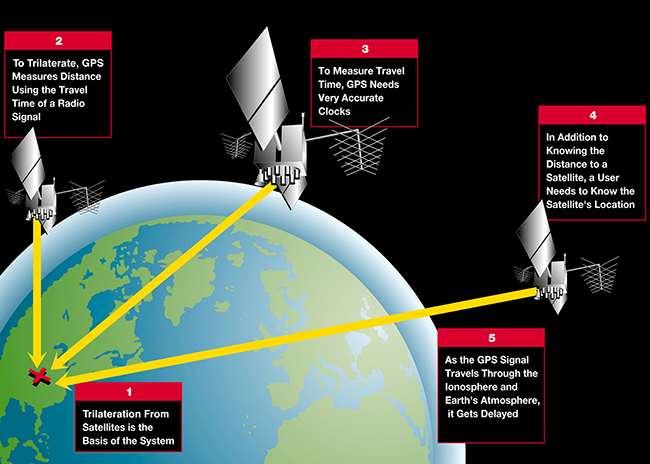 2
To Trilaterate, GPS
Measures Distance
Using the Travel
Time of a Radio
Signal
3
To Measure Travel
Time, GPS Needs
Very Accurate
Clocks
4
In Addition to
Knowing the
Distance to a
Satellite, a User
Needs to Know the
Satellite's Location
5
As the GPS Signal
Travels Through the
Ionosphere and
Earth's Atmosphere,
it Gets Delayed
1
Trilateration From
Satellites is the
Basis of the System